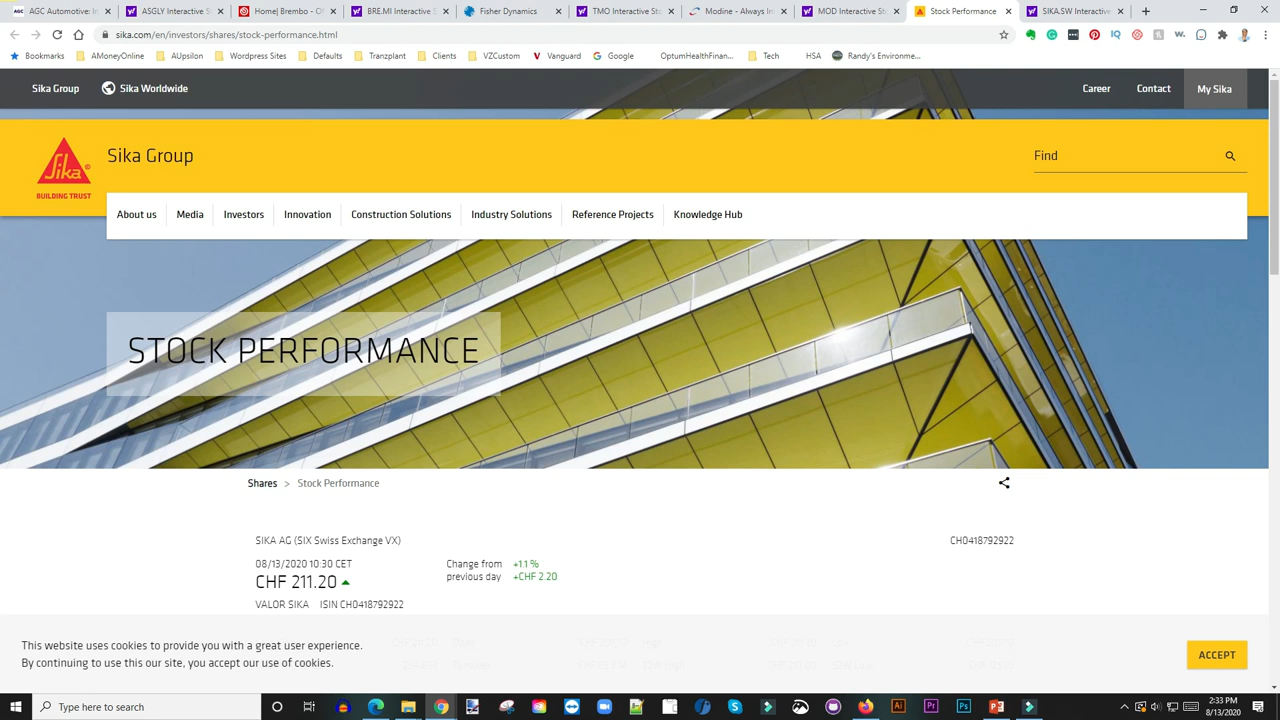 AGC Automotive: In
ASGLY Interactive S
Home| Brembo - Of
BRE.MI Interactive S
Fisher Dynamics
TMO Interactive Sto
Modine - Always In
MOD Interactive St
Stock Performance
SIKA.SW Interactive
sika.com/en/investors/shares/stock-performance.html
Bookmarks AMoneyOnline AUpsilon Wordpress Sites Defaults Tranzplant Clients VZCustom Vanguard Google OptumHealthFinan... Tech HSA Randy's Environme...
Sika Group Sika Worldwide Career Contact My Sika
Sika Group
Find
Sika®
BUILDING TRUST
About us Media Investors Innovation Construction Solutions Industry Solutions Reference Projects Knowledge Hub
STOCK PERFORMANCE
Shares > Stock Performance
SIKA AG (SIX Swiss Exchange VX) CH0418792922
08/13/2020 10:30 CET
CHF 211.20
Change from +1.1 %
previous day +CHF 2.20
VALOR SIKA ISIN CH0418792922
This website uses cookies to provide you with a great user experience.
By continuing to use this our site, you accept our use of cookies.
ACCEPT
Type here to search
2:33 PM
8/13/2020